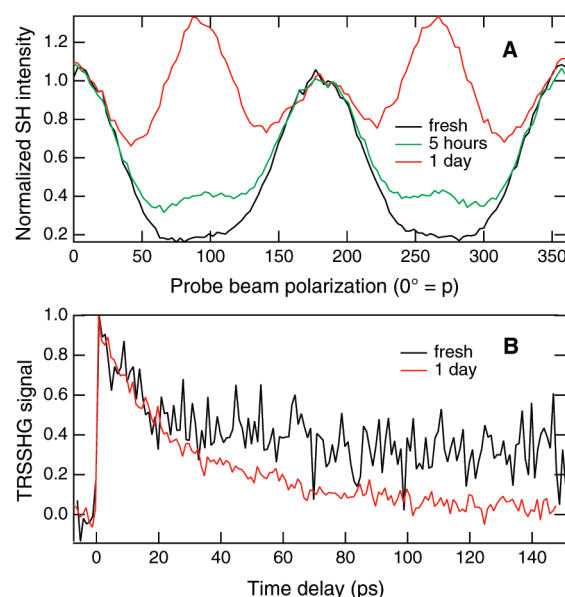 A
1.2
1.0
0.8
0.6
0.4
0.2
Normalized SH intensity
fresh
5 hours
1 day
0 50 100 150 200 250 300 350
Probe beam polarization (0° = p)
B
1.0
0.8
0.6
0.4
0.2
0.0
TRSSHG signal
fresh
1 day
0 20 40 60 80 100 120 140
Time delay (ps)